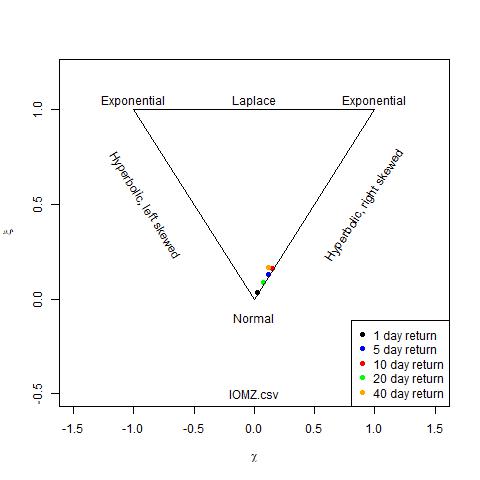 Exponential Laplace Exponential
Hyperbolic, left skewed
Hyperbolic, right skewed
Normal
1 day return
5 day return
10 day return
20 day return
40 day return
IOMZ.csv
1.0
0.5
0.0
-0.5
ξ
-1.5 -1.0 -0.5 0.0 0.5 1.0 1.5
χ